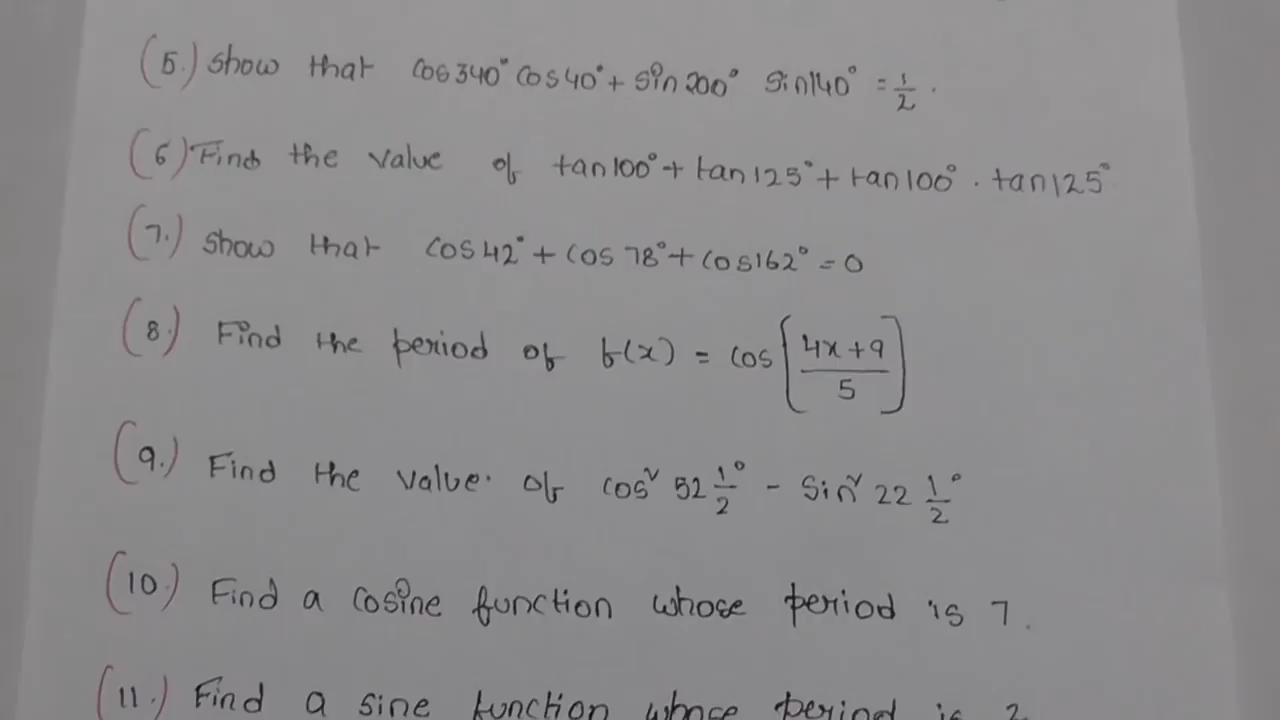 (5.) Show that cos340° cos40° + sin200° sin140° = 1/2.
(6) Find the value of tan100° + tan125° + tan100° · tan125°
(7.) Show that cos42° + cos78° + cos162° = 0
(8.) Find the period of f(x) = cos[(4x+9)/5]
(9.) Find the value of cos² 52 1/2° - sin² 22 1/2°
(10.) Find a cosine function whose period is 7.
(11.) Find a sine function whose period is